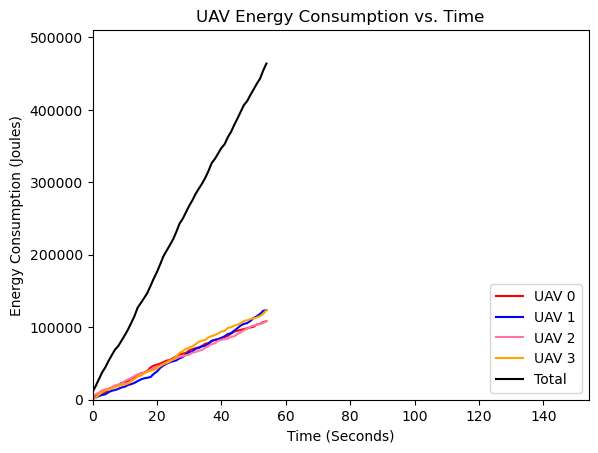 UAV Energy Consumption vs. Time
Energy Consumption (Joules)
500000
400000
300000
200000
100000
0
0 20 40 60 80 100 120 140
Time (Seconds)
UAV 0
UAV 1
UAV 2
UAV 3
Total